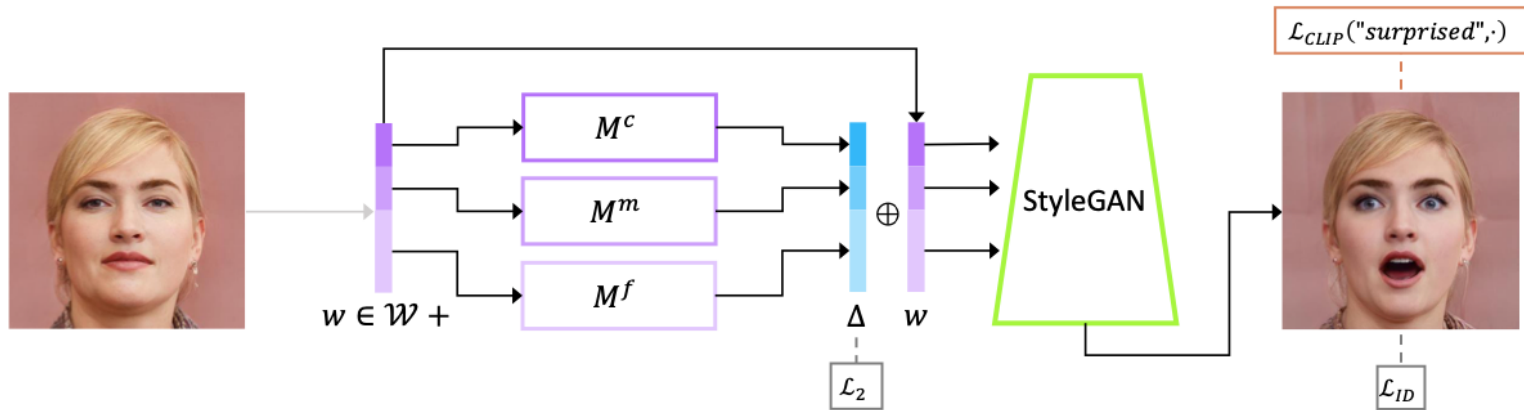 ℒ_CLIP("surprised",·)
M^c
M^m
StyleGAN
⊕
M^f
w ∈ 𝒲 +
Δ
w
ℒ_2
ℒ_ID